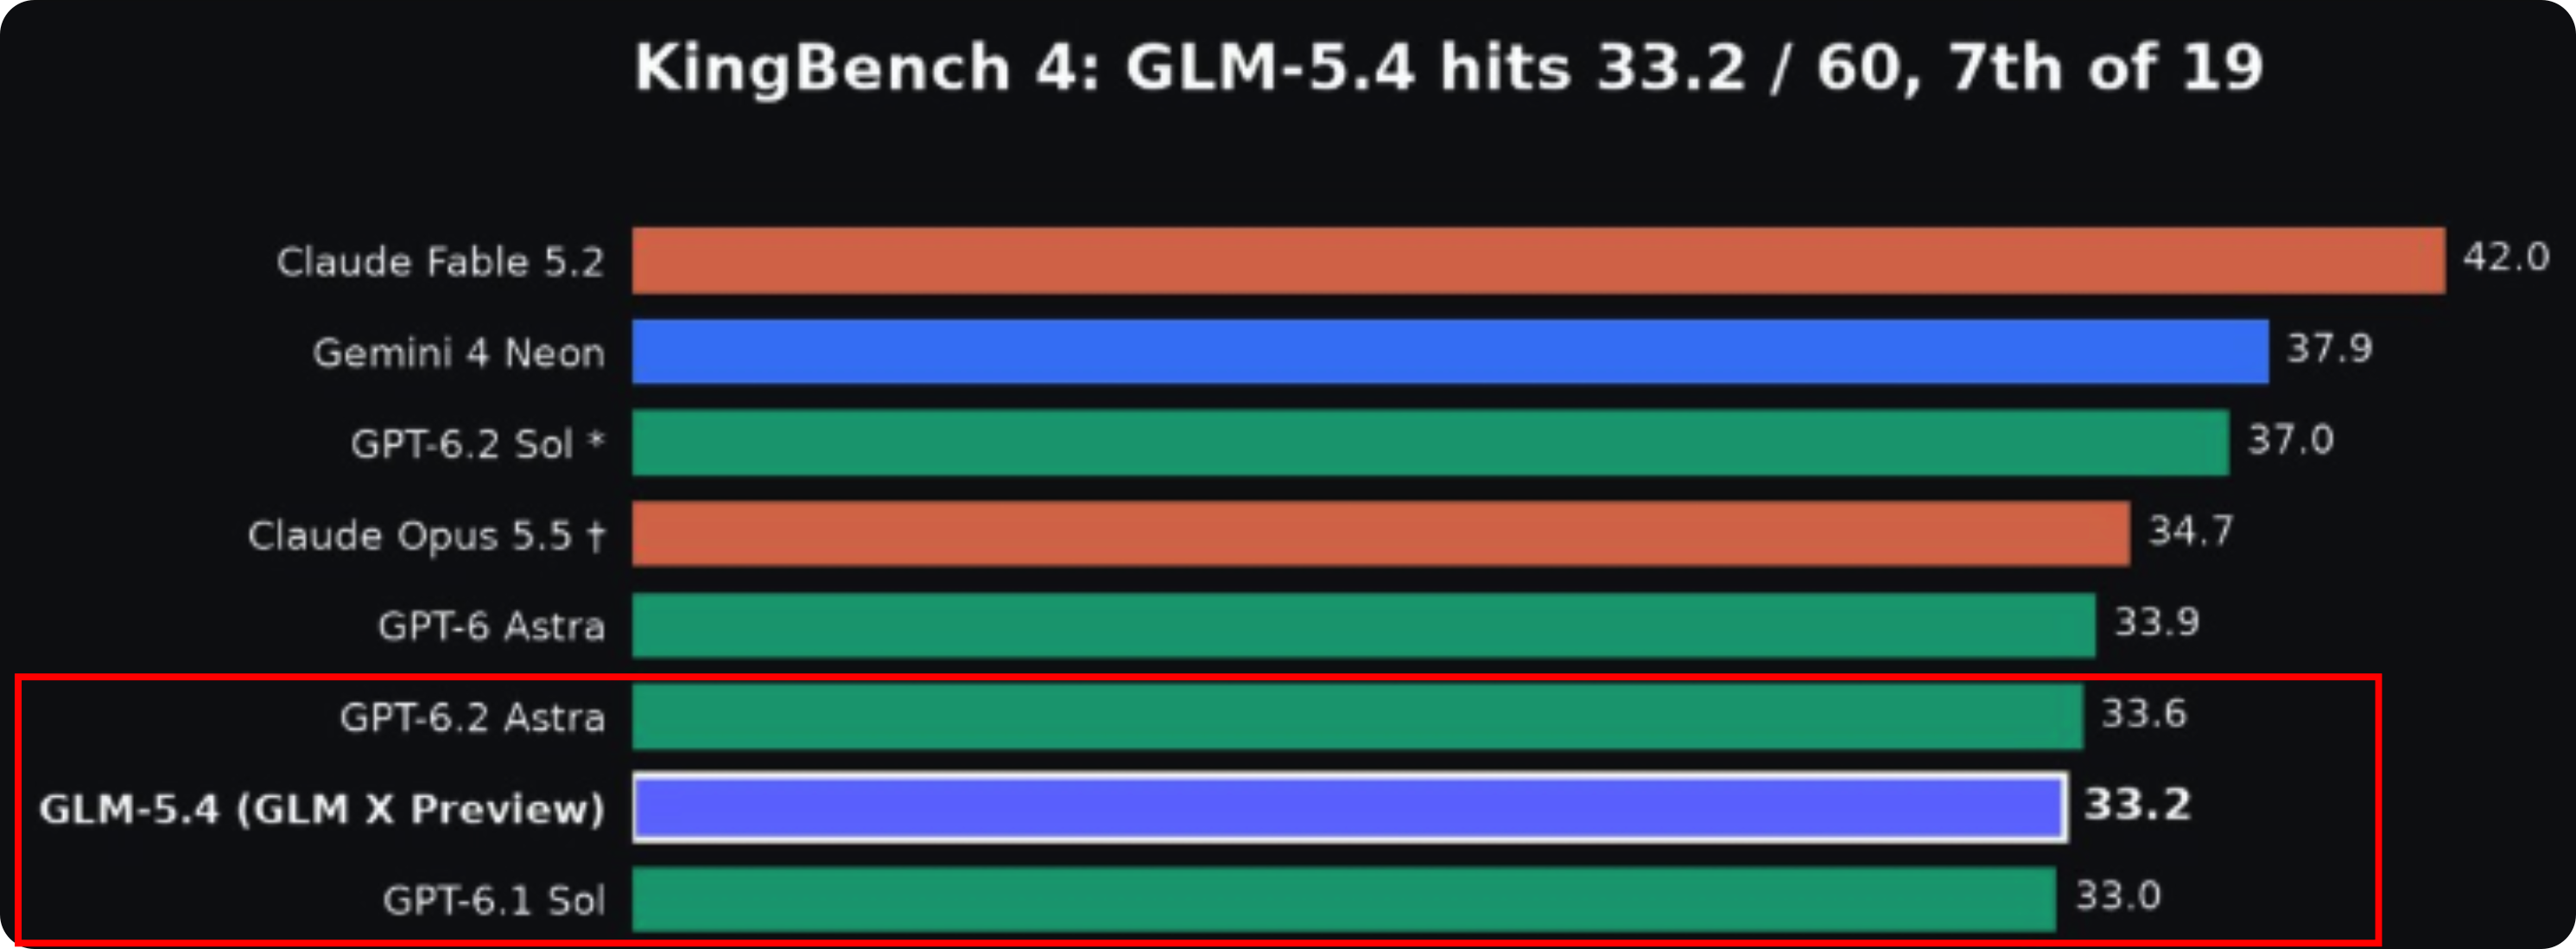 KingBench 4: GLM-5.4 hits 33.2 / 60, 7th of 19
Claude Fable 5.2 42.0
Gemini 4 Neon 37.9
GPT-6.2 Sol * 37.0
Claude Opus 5.5 † 34.7
GPT-6 Astra 33.9
GPT-6.2 Astra 33.6
GLM-5.4 (GLM X Preview) 33.2
GPT-6.1 Sol 33.0